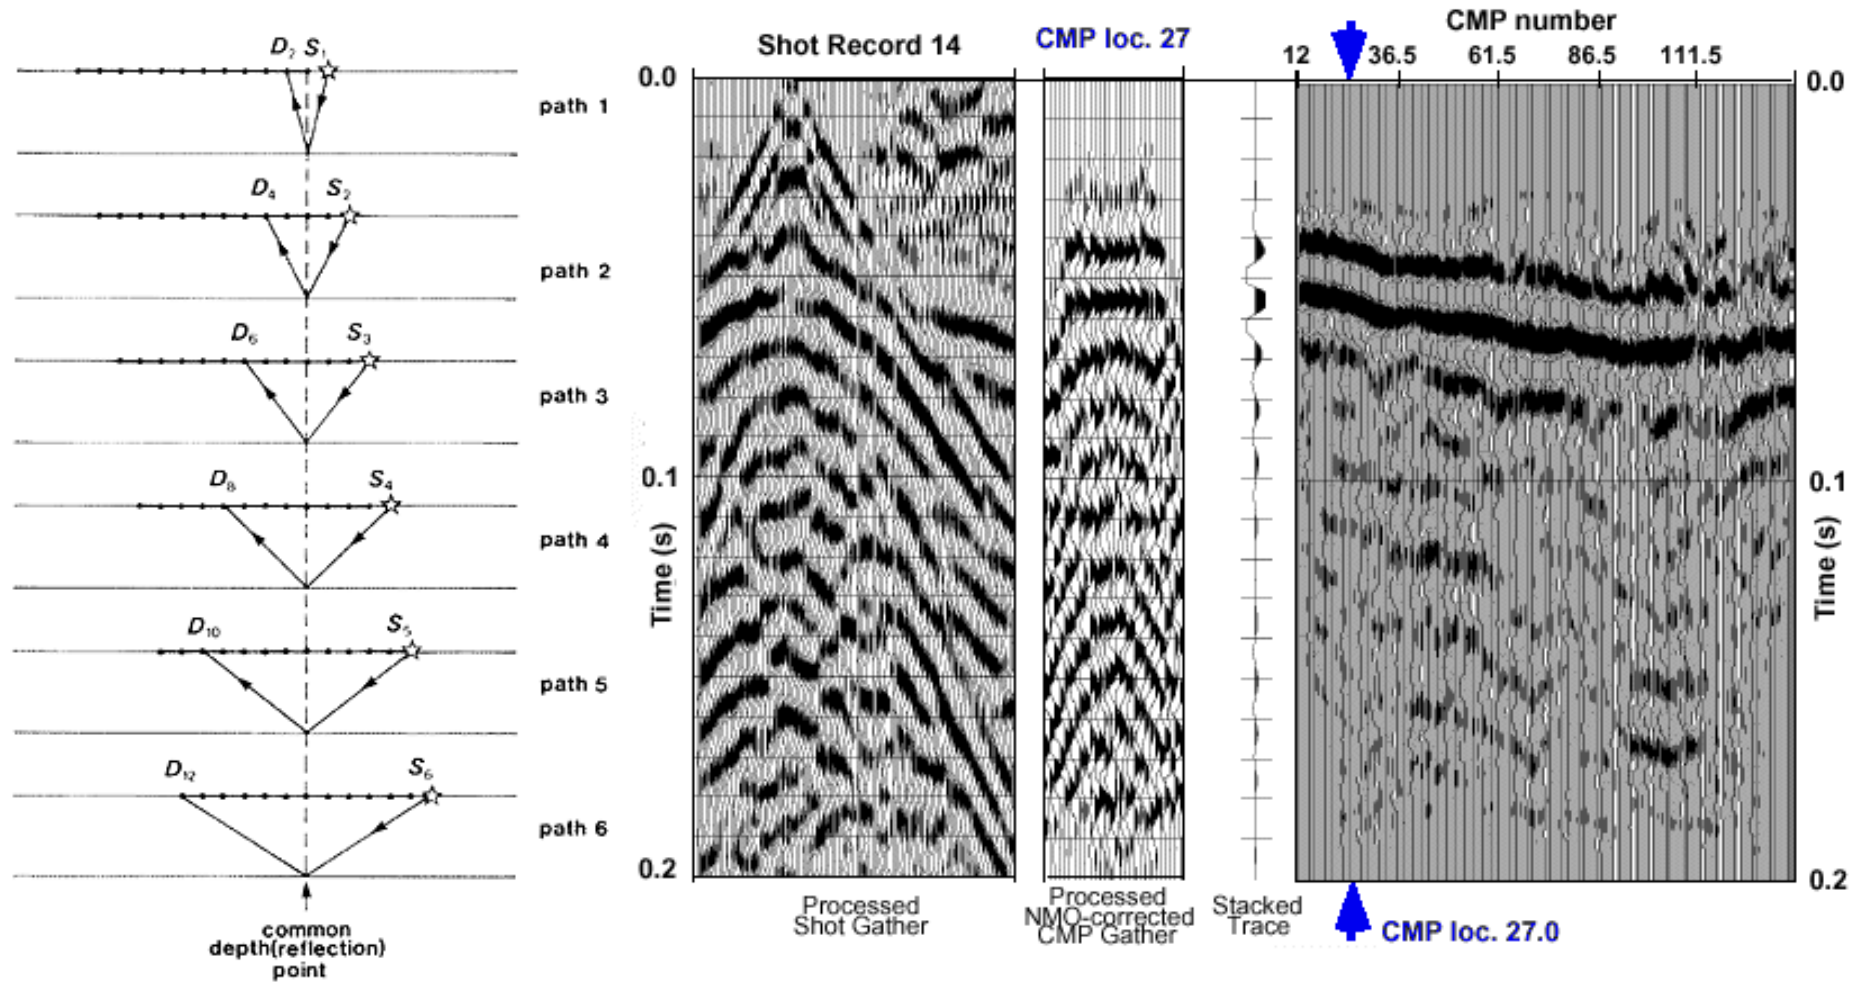 D₂ S₁
path 1
D₄ S₂
path 2
D₆ S₃
path 3
D₈ S₄
path 4
D₁₀ S₅
path 5
D₁₂ S₆
path 6
common
depth(reflection)
point
Shot Record 14
0.0
0.1
0.2
Time (s)
Processed
Shot Gather
CMP loc. 27
Processed
NMO-corrected
CMP Gather
Stacked
Trace
CMP number
12 36.5 61.5 86.5 111.5
0.0
0.1
0.2
Time (s)
CMP loc. 27.0